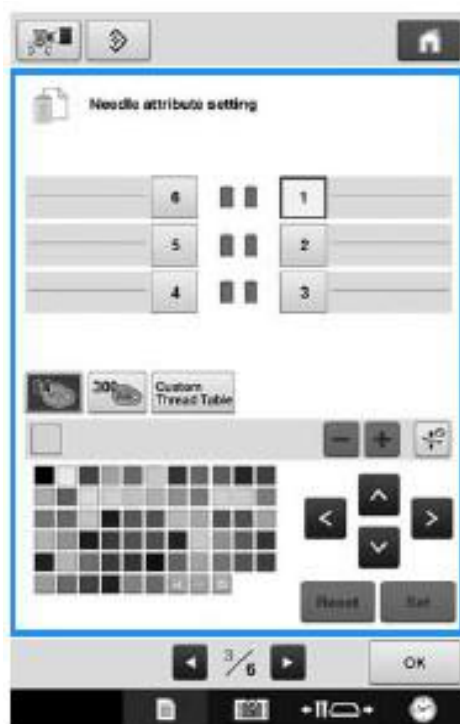 Needle attribute setting
6 1
5 2
4 3
300
Custom
Thread Table
Reset Set
3/6
OK